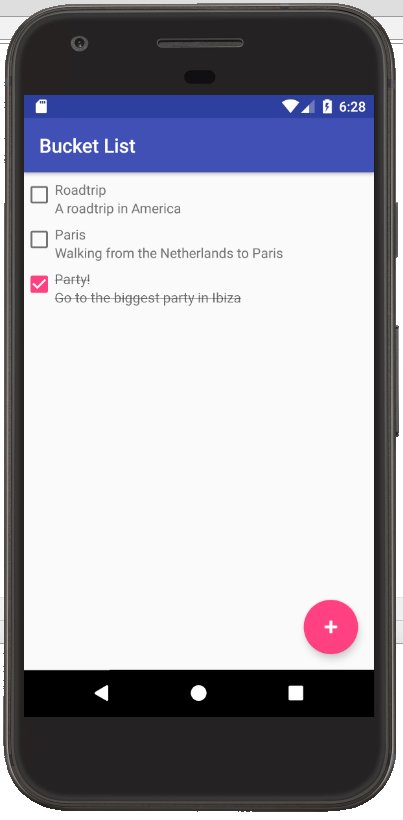 6:28
Bucket List
Roadtrip
A roadtrip in America
Paris
Walking from the Netherlands to Paris
Party!
Go to the biggest party in Ibiza
+